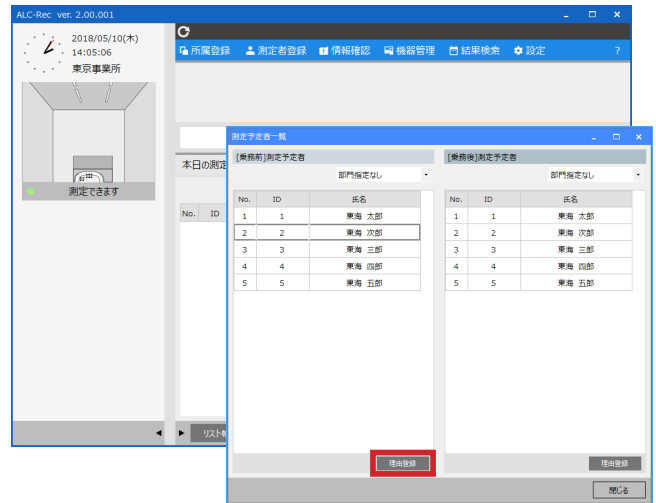 ALC-Rec ver. 2.00.001
2018/05/10(木)
14:05:06
東京事業所
測定できます
所属登録 測定者登録 情報確認 機器管理 結果検索 設定 ?
本日の測定
No. ID
リスト
測定予定者一覧
[乗務前]測定予定者
部門指定なし
No. ID 氏名
1 1 東海 太郎
2 2 東海 次郎
3 3 東海 三郎
4 4 東海 四郎
5 5 東海 五郎
理由登録
[乗務後]測定予定者
部門指定なし
No. ID 氏名
1 1 東海 太郎
2 2 東海 次郎
3 3 東海 三郎
4 4 東海 四郎
5 5 東海 五郎
理由登録
閉じる